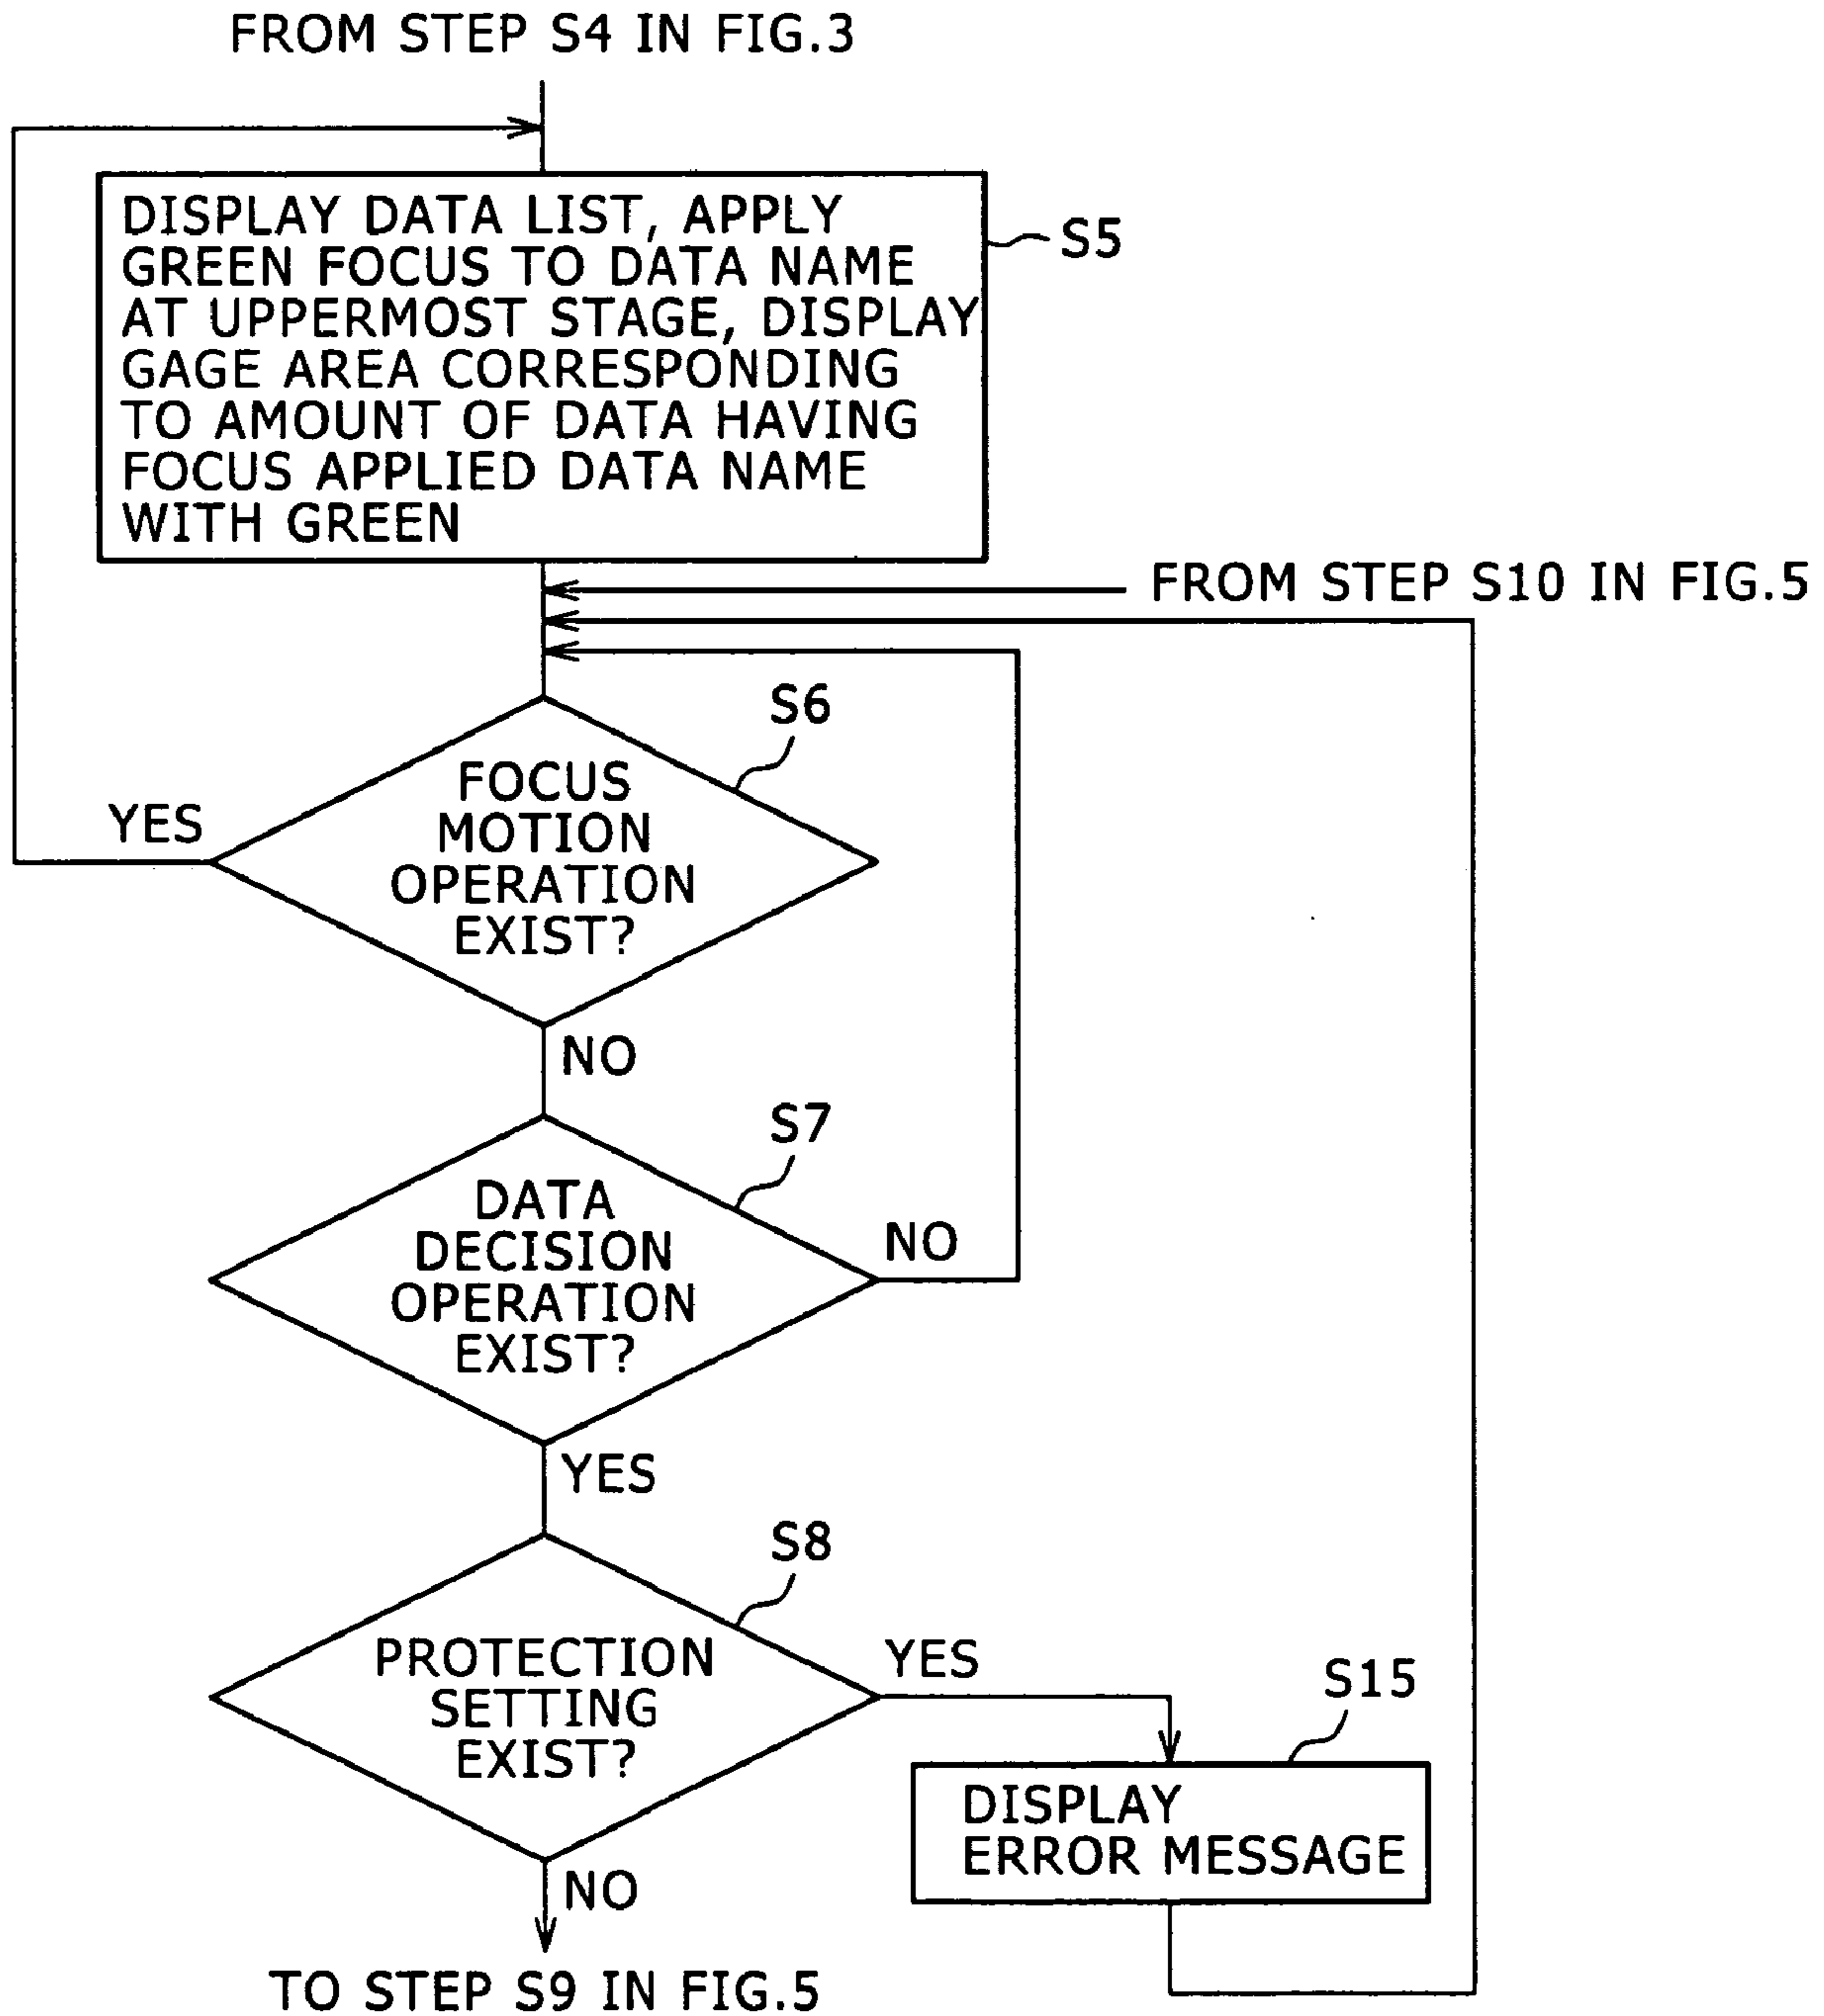 FROM STEP S4 IN FIG.3
DISPLAY DATA LIST, APPLY
GREEN FOCUS TO DATA NAME
AT UPPERMOST STAGE, DISPLAY
GAGE AREA CORRESPONDING
TO AMOUNT OF DATA HAVING
FOCUS APPLIED DATA NAME
WITH GREEN
S5
FROM STEP S10 IN FIG.5
S6
FOCUS
MOTION
OPERATION
EXIST?
YES
NO
S7
DATA
DECISION
OPERATION
EXIST?
NO
YES
S8
PROTECTION
SETTING
EXIST?
YES
S15
DISPLAY
ERROR MESSAGE
NO
TO STEP S9 IN FIG.5